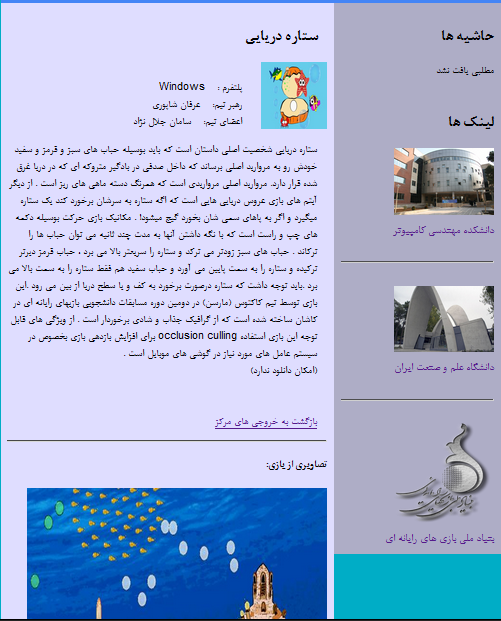 حاشیه ها
مطلبی یافت نشد
لینک ها
دانشکده مهندسی کامپیوتر
دانشگاه علم و صنعت ایران
بنیاد ملی بازی های رایانه ای
ستاره دریایی
پلتفرم : Windows
رهبر تیم: عرفان شاپوری
اعضای تیم: سامان جلال نژاد
ستاره دریایی شخصیت اصلی داستان است که باید بوسیله حباب های سبز و قرمز و سفید
خودش رو به مروارید اصلی برساند که داخل صدفی در بادگیر متروکه ای که در دریا غرق
شده قرار دارد. مروارید اصلی مرواریدی است که همرنگ دسته ماهی های ریز است . از دیگر
آیتم های بازی عروس دریایی هایی است که اگه ستاره به سرشان برخورد کند یک ستاره
میگیرد و اگر به پاهای سمی شان بخورد گیج میشود! . مکانیک بازی حرکت بوسیله دکمه
های چپ و راست است که با نگه داشتن آنها به مدت چند ثانیه می توان حباب ها را
ترکاند . حباب های سبز زودتر می ترکد و ستاره را سریعتر بالا می برد ، حباب قرمز دیرتر
ترکیده و ستاره را به سمت پایین می آورد و حباب سفید هم فقط ستاره را به سمت بالا می
برد .باید توجه داشت که ستاره درصورت برخورد به کف و یا سطح دریا از بین می رود .این
بازی توسط تیم کاکتوس (مارسن) در دومین دوره مسابقات دانشجویی بازیهای رایانه ای در
کاشان ساخته شده است که از گرافیک جذاب و شادی برخوردار است . از ویژگی های قابل
توجه این بازی استفاده occlusion culling برای افزایش بازدهی بازی بخصوص در
سیستم عامل های مورد نیاز در گوشی های موبایل است .
(امکان دانلود ندارد)
بازگشت به خروجی های مرکز
تصاویری از بازی: